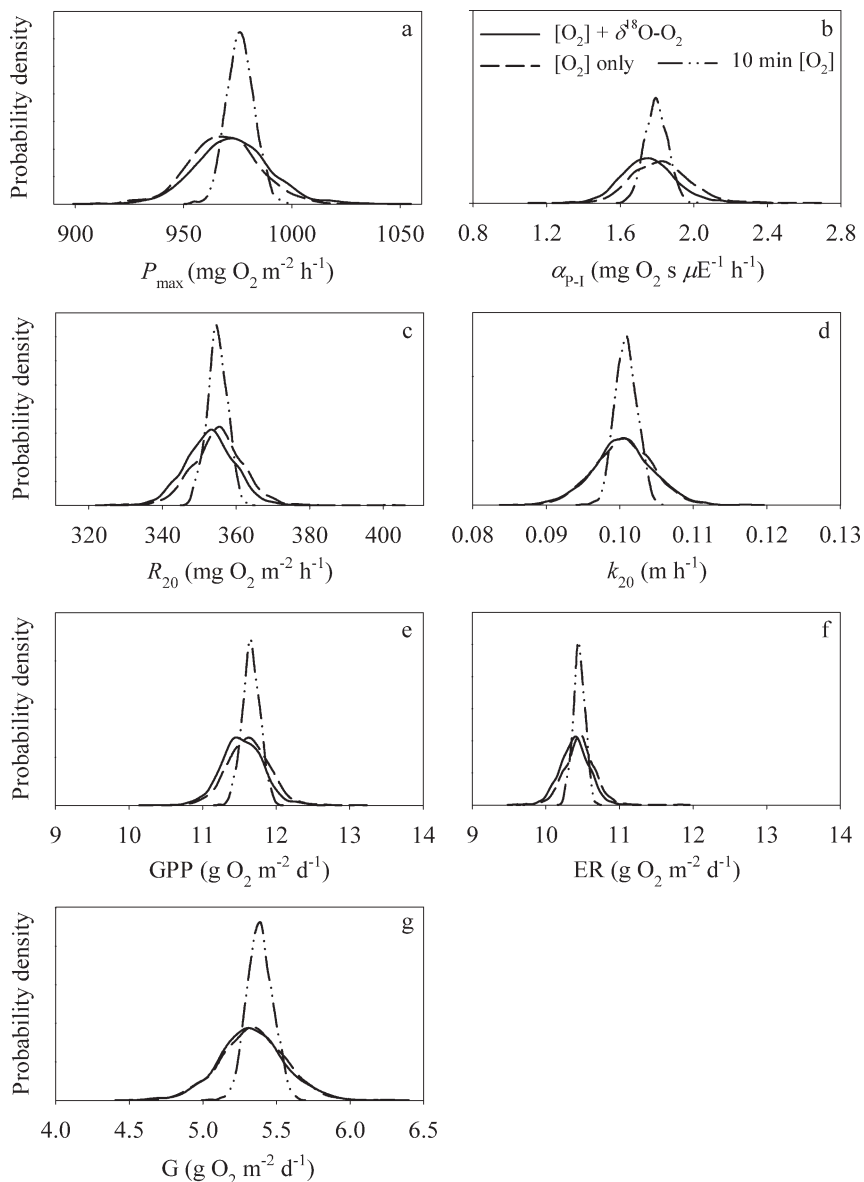 Probability density
a
900 950 1000 1050
Pmax (mg O2 m-2 h-1)
b
[O2] + δ18O-O2
[O2] only 10 min [O2]
0.8 1.2 1.6 2.0 2.4 2.8
αP-I (mg O2 s μE-1 h-1)
Probability density
c
320 340 360 380 400
R20 (mg O2 m-2 h-1)
d
0.08 0.09 0.10 0.11 0.12 0.13
k20 (m h-1)
Probability density
e
9 10 11 12 13 14
GPP (g O2 m-2 d-1)
f
9 10 11 12 13 14
ER (g O2 m-2 d-1)
Probability density
g
4.0 4.5 5.0 5.5 6.0 6.5
G (g O2 m-2 d-1)